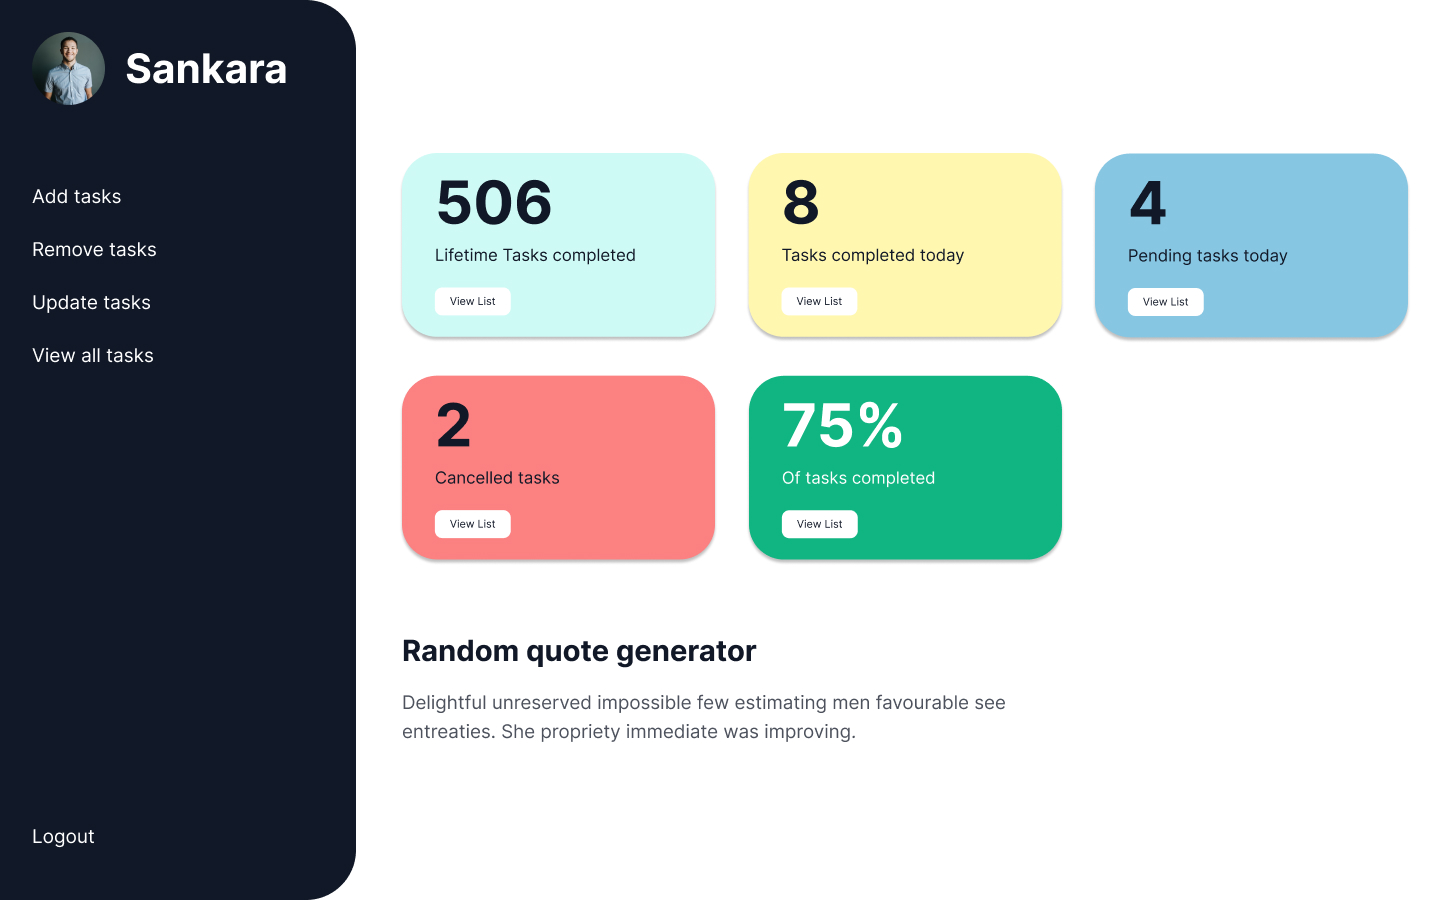 Sankara
Add tasks
Remove tasks
Update tasks
View all tasks
Logout
506
Lifetime Tasks completed
View List
8
Tasks completed today
View List
4
Pending tasks today
View List
2
Cancelled tasks
View List
75%
Of tasks completed
View List
Random quote generator
Delightful unreserved impossible few estimating men favourable see
entreaties. She propriety immediate was improving.